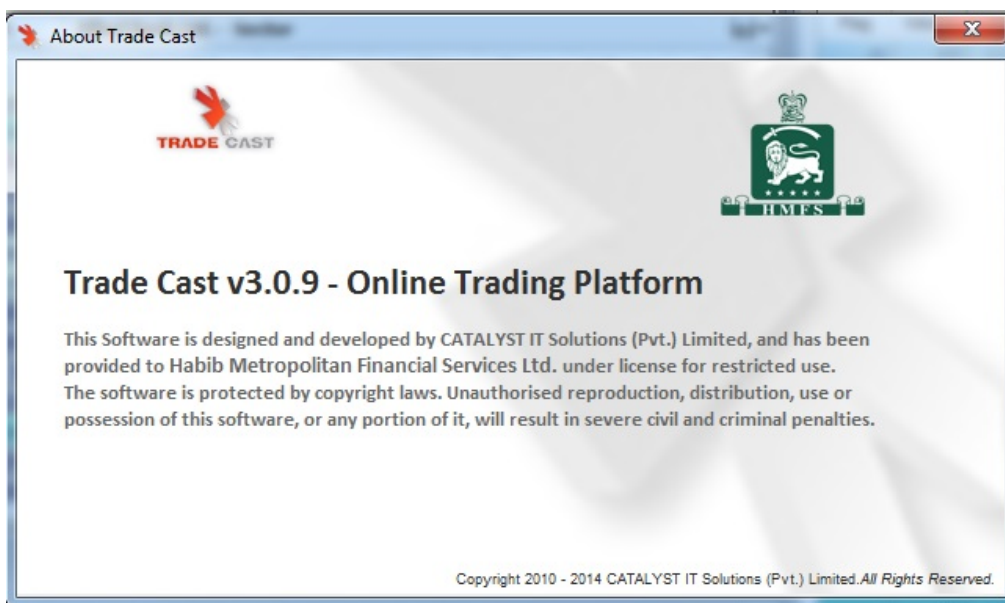 About Trade Cast
TRADE CAST
HMFS
Trade Cast v3.0.9 - Online Trading Platform
This Software is designed and developed by CATALYST IT Solutions (Pvt.) Limited, and has been
provided to Habib Metropolitan Financial Services Ltd. under license for restricted use.
The software is protected by copyright laws. Unauthorised reproduction, distribution, use or
possession of this software, or any portion of it, will result in severe civil and criminal penalties.
Copyright 2010 - 2014 CATALYST IT Solutions (Pvt.) Limited.All Rights Reserved.